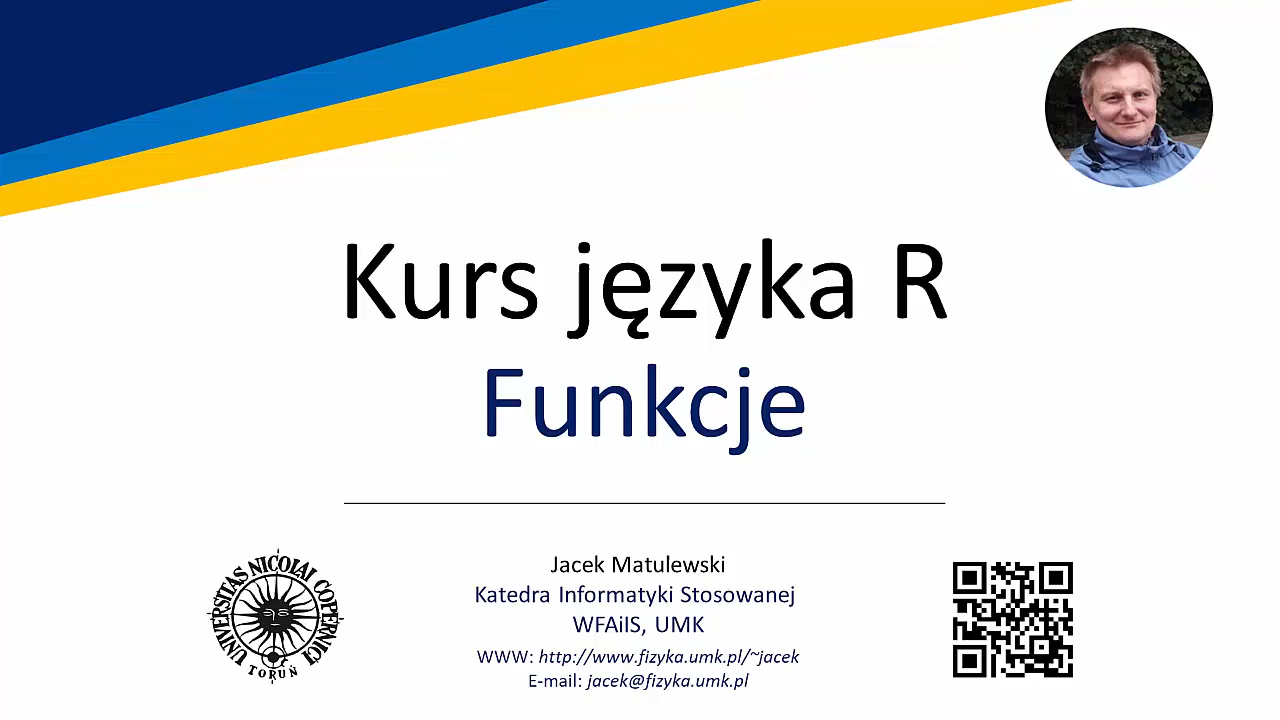 Kurs języka R
Funkcje
UNIVERSITAS NICOLAI COPERNICI
TORUŃ
Jacek Matulewski
Katedra Informatyki Stosowanej
WFAiIS, UMK
WWW: http://www.fizyka.umk.pl/~jacek
E-mail: jacek@fizyka.umk.pl